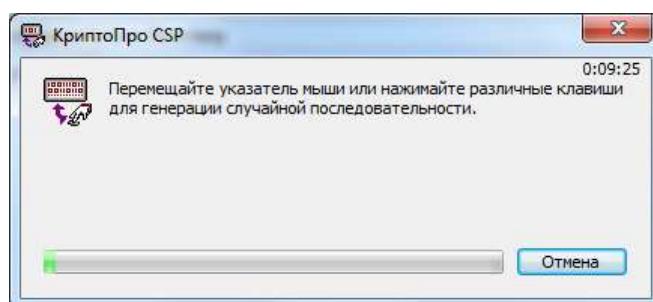 КриптоПро CSP
0:09:25
Перемещайте указатель мыши или нажимайте различные клавиши
для генерации случайной последовательности.
Отмена